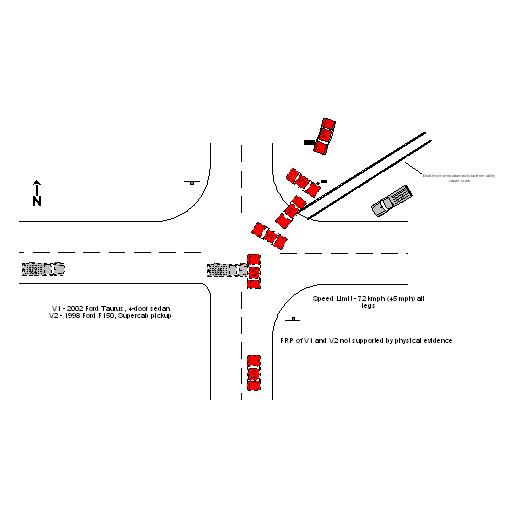 N
Speed Limit - 72 kmph (45 mph) all
legs
V1 - 2002 Ford Taurus, 4-door sedan
V2 - 1998 Ford F150, Supercab pickup
FRP of V1 and V2 not supported by physical evidence